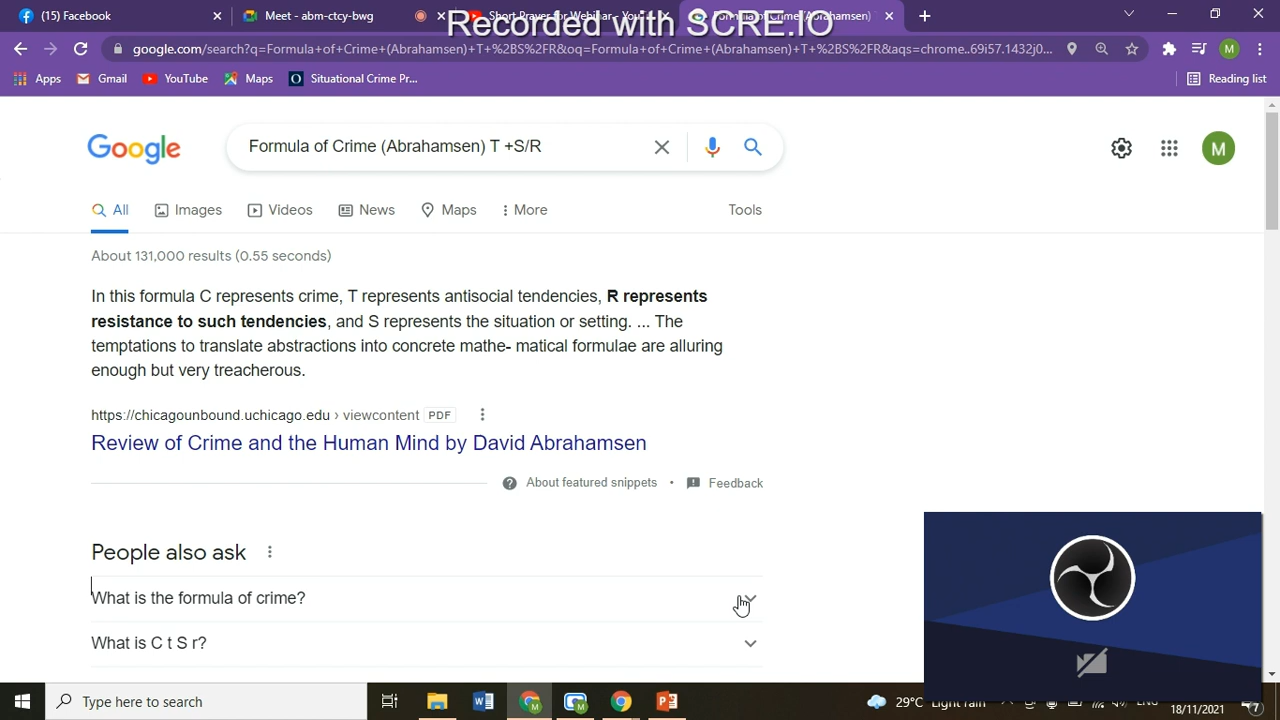 (15) Facebook
Meet - abm-ctcy-bwg
Short Prayer for Webinar - You
Recorded with SCRE.IO
google.com/search?q=Formula+of+Crime+(Abrahamsen)+T+%2BS%2FR&oq=Formula+of+Crime+(Abrahamsen)+T+%2BS%2FR&aqs=chrome..69i57.1432j0...
M
Apps
Gmail
YouTube
Maps
Situational Crime Pr...
Reading list
Google
Formula of Crime (Abrahamsen) T +S/R
M
All
Images
Videos
News
Maps
More
Tools
About 131,000 results (0.55 seconds)
In this formula C represents crime, T represents antisocial tendencies, R represents
resistance to such tendencies, and S represents the situation or setting. ... The
temptations to translate abstractions into concrete mathe- matical formulae are alluring
enough but very treacherous.
https://chicagounbound.uchicago.edu › viewcontent PDF
Review of Crime and the Human Mind by David Abrahamsen
About featured snippets • Feedback
People also ask
What is the formula of crime?
What is C t S r?
Type here to search
29°C Light rain
18/11/2021
7